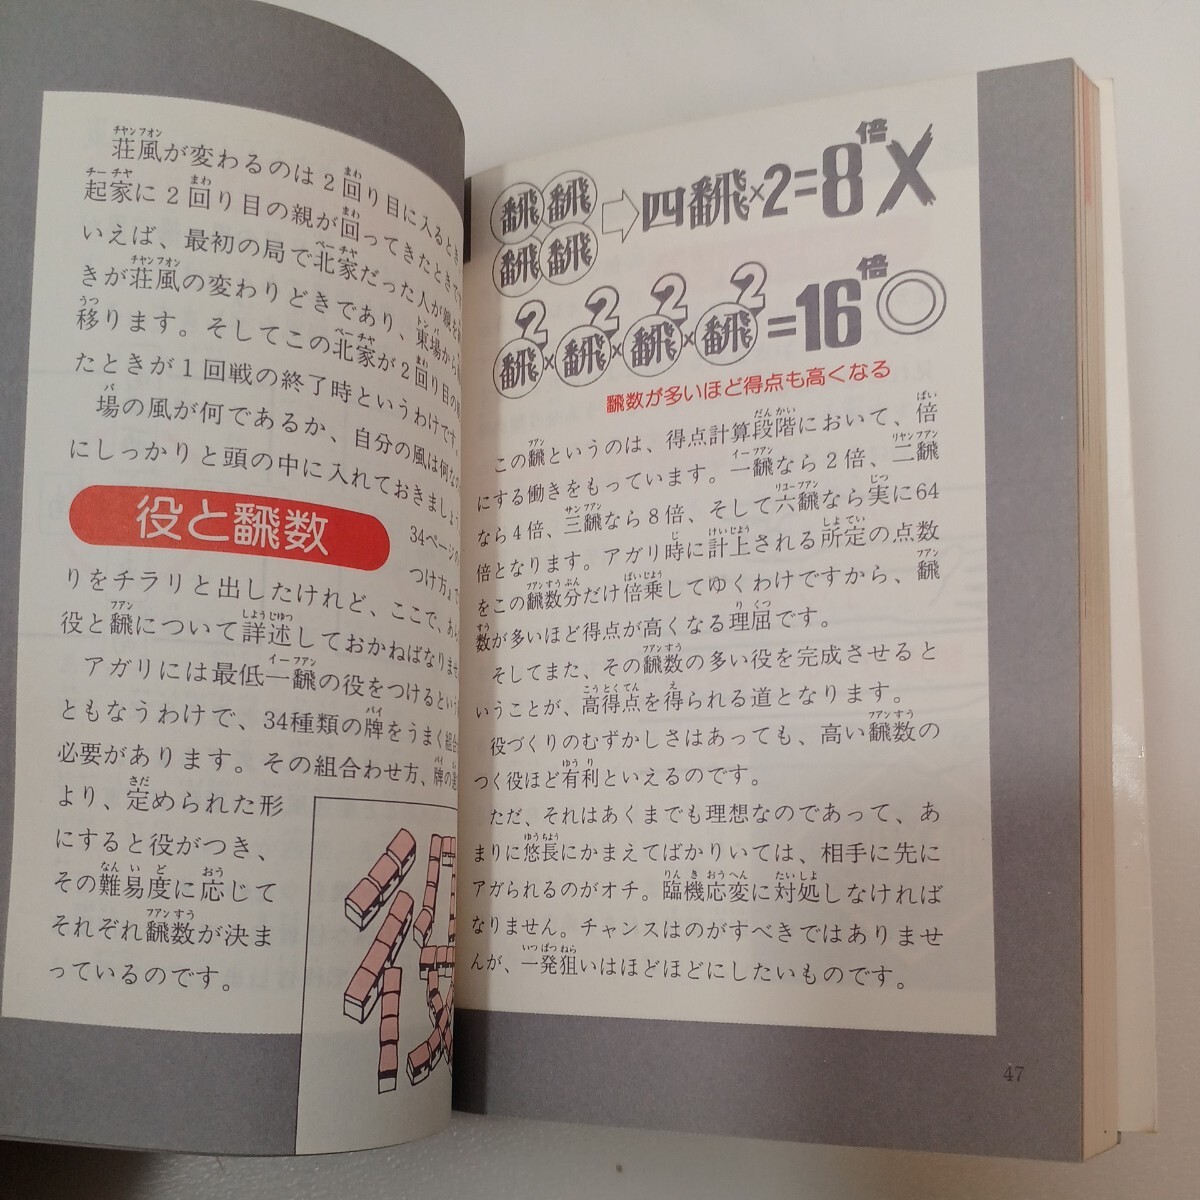 荘風が変わるのは2回り目に入るとき
起家に2回り目の親が回ってきたときで
いえば、最初の局で北家だった人が親を
きが荘風の変わりどきであり、東場から
移ります。そしてこの北家が2回り目の
たときが1回戦の終了時というわけです。
場の風が何であるか、自分の風は何な
にしっかりと頭の中に入れておきましょう
役と飜数
34ページの
つけ方』で
りをチラリと出したけれど、ここで、あ
役と飜について詳述しておかねばなりませ
アガリには最低一飜の役をつけるという
ともなうわけで、34種類の牌をうまく組合
必要があります。その組合わせ方、牌の
より、定められた形
にすると役がつき、
その難易度に応じて
それぞれ飜数が決ま
っているのです。
飜飜
飜飜
四飜×2=8倍
2 2 2 2
飜×飜×飜×飜=16倍
飜数が多いほど得点も高くなる
この飜というのは、得点計算段階において、倍
にする働きをもっています。一飜なら2倍、二飜
なら4倍、三飜なら8倍、そして六飜なら実に64
倍となります。アガリ時に計上される所定の点数
をこの飜数分だけ倍乗してゆくわけですから、飜
数が多いほど得点が高くなる理屈です。
そしてまた、その飜数の多い役を完成させると
いうことが、高得点を得られる道となります。
役づくりのむずかしさはあっても、高い飜数の
つく役ほど有利といえるのです。
ただ、それはあくまでも理想なのであって、あ
まりに悠長にかまえてばかりいては、相手に先に
アガられるのがオチ。臨機応変に対処しなければ
なりません。チャンスはのがすべきではありませ
んが、一発狙いはほどほどにしたいものです。
47